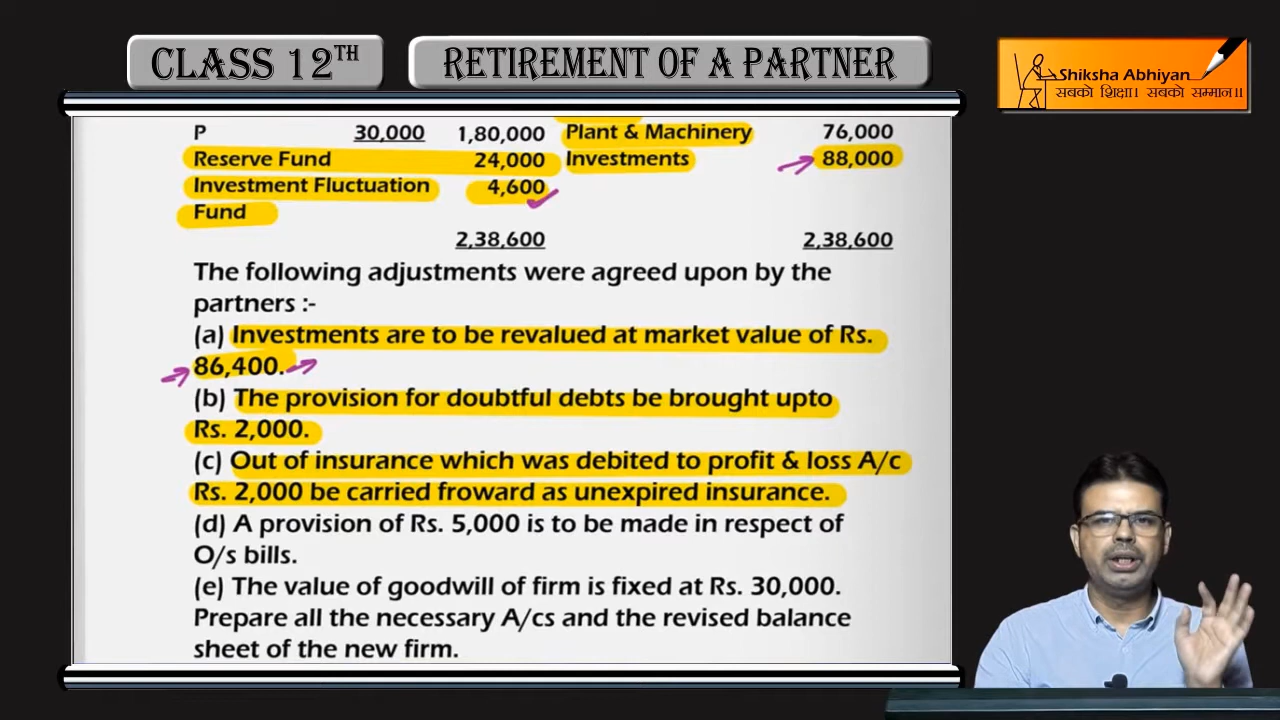 CLASS 12TH
RETIREMENT OF A PARTNER
Shiksha Abhiyan
सबको शिक्षा। सबको सम्मान॥
P 30,000 1,80,000 Plant & Machinery 76,000
Reserve Fund 24,000 Investments 88,000
Investment Fluctuation 4,600
Fund
2,38,600 2,38,600
The following adjustments were agreed upon by the
partners :-
(a) Investments are to be revalued at market value of Rs.
86,400.
(b) The provision for doubtful debts be brought upto
Rs. 2,000.
(c) Out of insurance which was debited to profit & loss A/c
Rs. 2,000 be carried froward as unexpired insurance.
(d) A provision of Rs. 5,000 is to be made in respect of
O/s bills.
(e) The value of goodwill of firm is fixed at Rs. 30,000.
Prepare all the necessary A/cs and the revised balance
sheet of the new firm.